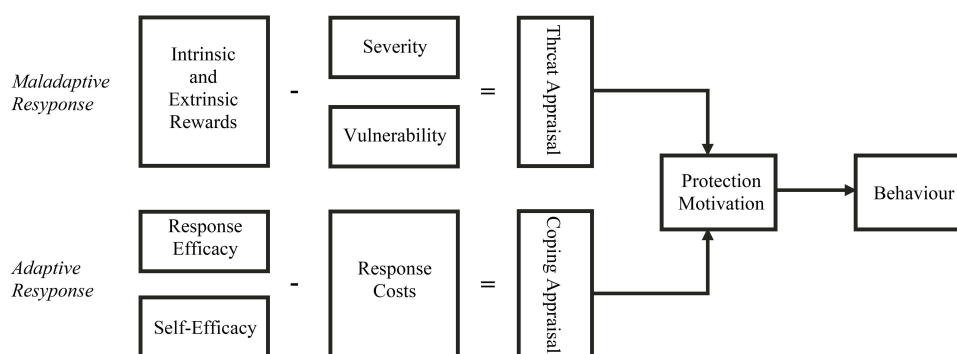 Maladaptive
Resyponse
Intrinsic
and
Extrinsic
Rewards
-
Severity
Vulnerability
=
Thrcat Appraisal
Protection
Motivation
Behaviour
Adaptive
Resyponse
Response
Efficacy
Self-Efficacy
-
Response
Costs
=
Coping Appraisal